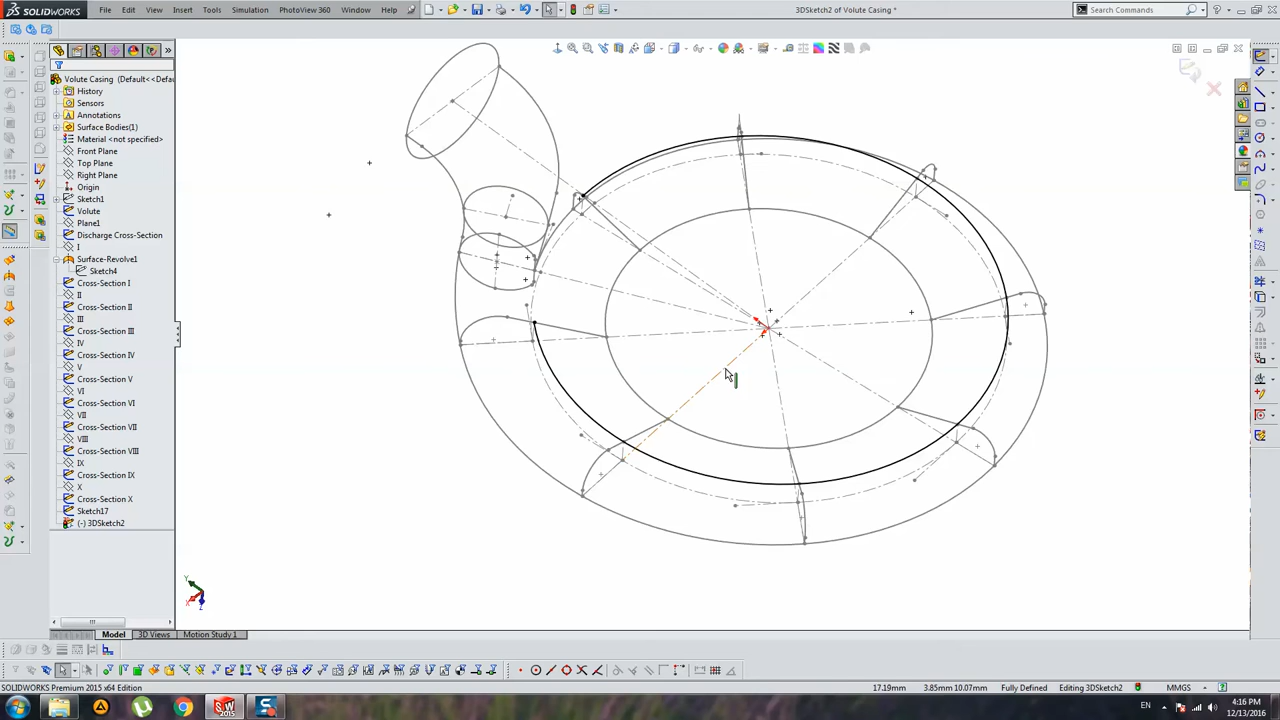 SOLIDWORKS
File Edit View Insert Tools Simulation PhotoView 360 Window Help
3DSketch2 of Volute Casing *
Search Commands
Volute Casing (Default<<Defau
History
Sensors
Annotations
Surface Bodies(1)
Material <not specified>
Front Plane
Top Plane
Right Plane
Origin
Sketch1
Volute
Plane1
Discharge Cross-Section
I
Surface-Revolve1
Sketch4
Cross-Section I
II
Cross-Section II
III
Cross-Section III
IV
Cross-Section IV
V
Cross-Section V
VI
Cross-Section VI
VII
Cross-Section VII
VIII
Cross-Section VIII
IX
Cross-Section IX
X
Cross-Section X
Sketch17
(-) 3DSketch2
Y
X
Z
Model 3D Views Motion Study 1
SOLIDWORKS Premium 2015 x64 Edition
17.19mm 3.85mm 10.07mm Fully Defined Editing 3DSketch2 MMGS
EN
4:16 PM
12/13/2016